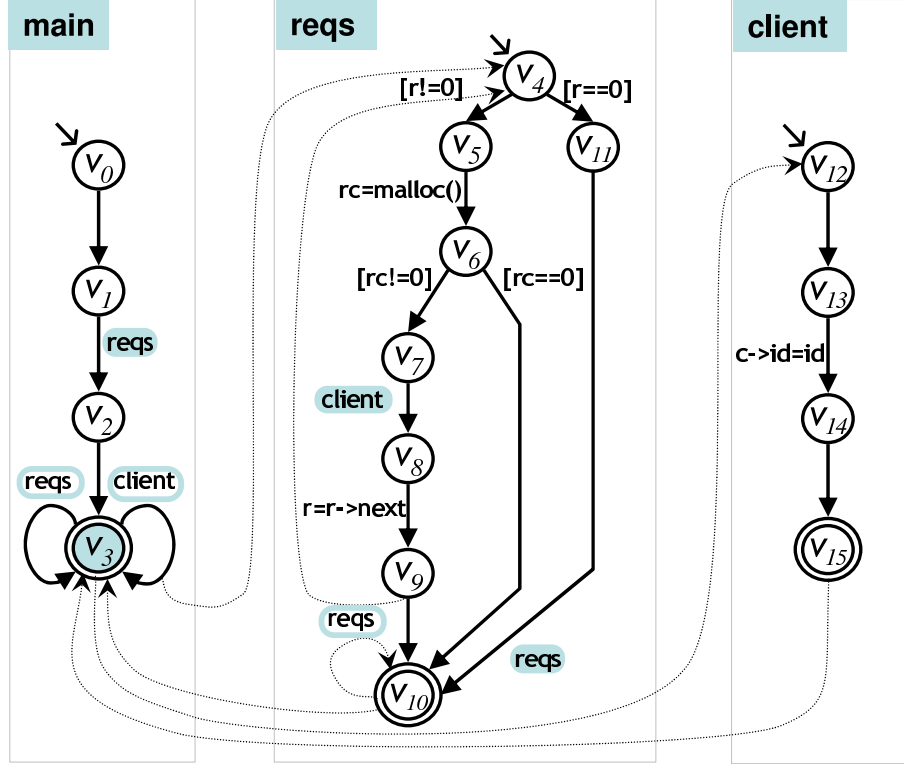 main
reqs
client
v0
v1
reqs
v2
reqs
client
v3
v4
[r!=0]
[r==0]
v5
v11
rc=malloc()
v6
[rc!=0]
[rc==0]
v7
client
v8
r=r->next
v9
reqs
reqs
v10
v12
v13
c->id=id
v14
v15